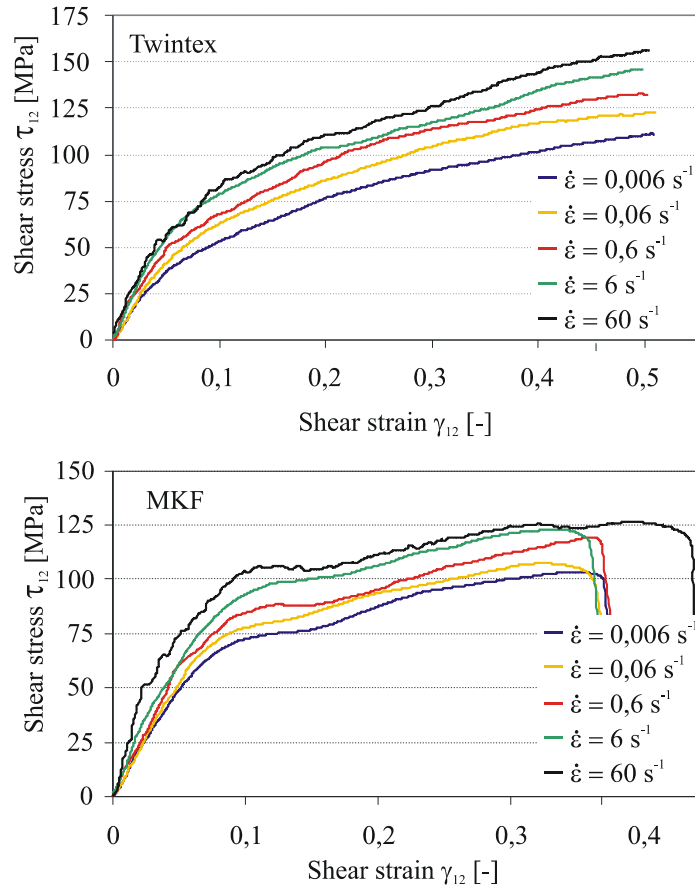 Twintex
Shear stress τ₁₂ [MPa]
175
150
125
100
75
50
25
0
ε̇ = 0,006 s⁻¹
ε̇ = 0,06 s⁻¹
ε̇ = 0,6 s⁻¹
ε̇ = 6 s⁻¹
ε̇ = 60 s⁻¹
0 0,1 0,2 0,3 0,4 0,5
Shear strain γ₁₂ [-]
MKF
Shear stress τ₁₂ [MPa]
150
125
100
75
50
25
0
ε̇ = 0,006 s⁻¹
ε̇ = 0,06 s⁻¹
ε̇ = 0,6 s⁻¹
ε̇ = 6 s⁻¹
ε̇ = 60 s⁻¹
0 0,1 0,2 0,3 0,4
Shear strain γ₁₂ [-]